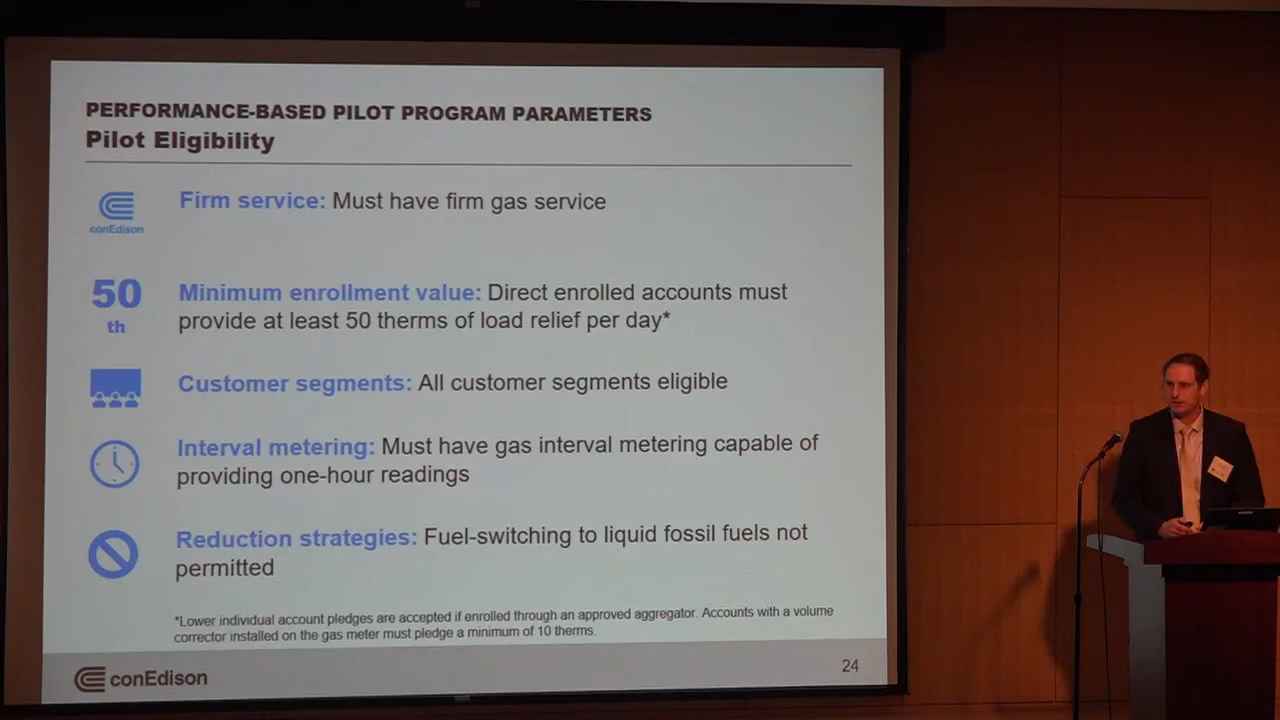 PERFORMANCE-BASED PILOT PROGRAM PARAMETERS
Pilot Eligibility
conEdison
Firm service: Must have firm gas service
50
th
Minimum enrollment value: Direct enrolled accounts must
provide at least 50 therms of load relief per day*
Customer segments: All customer segments eligible
Interval metering: Must have gas interval metering capable of
providing one-hour readings
Reduction strategies: Fuel-switching to liquid fossil fuels not
permitted
*Lower individual account pledges are accepted if enrolled through an approved aggregator. Accounts with a volume
corrector installed on the gas meter must pledge a minimum of 10 therms.
conEdison
24